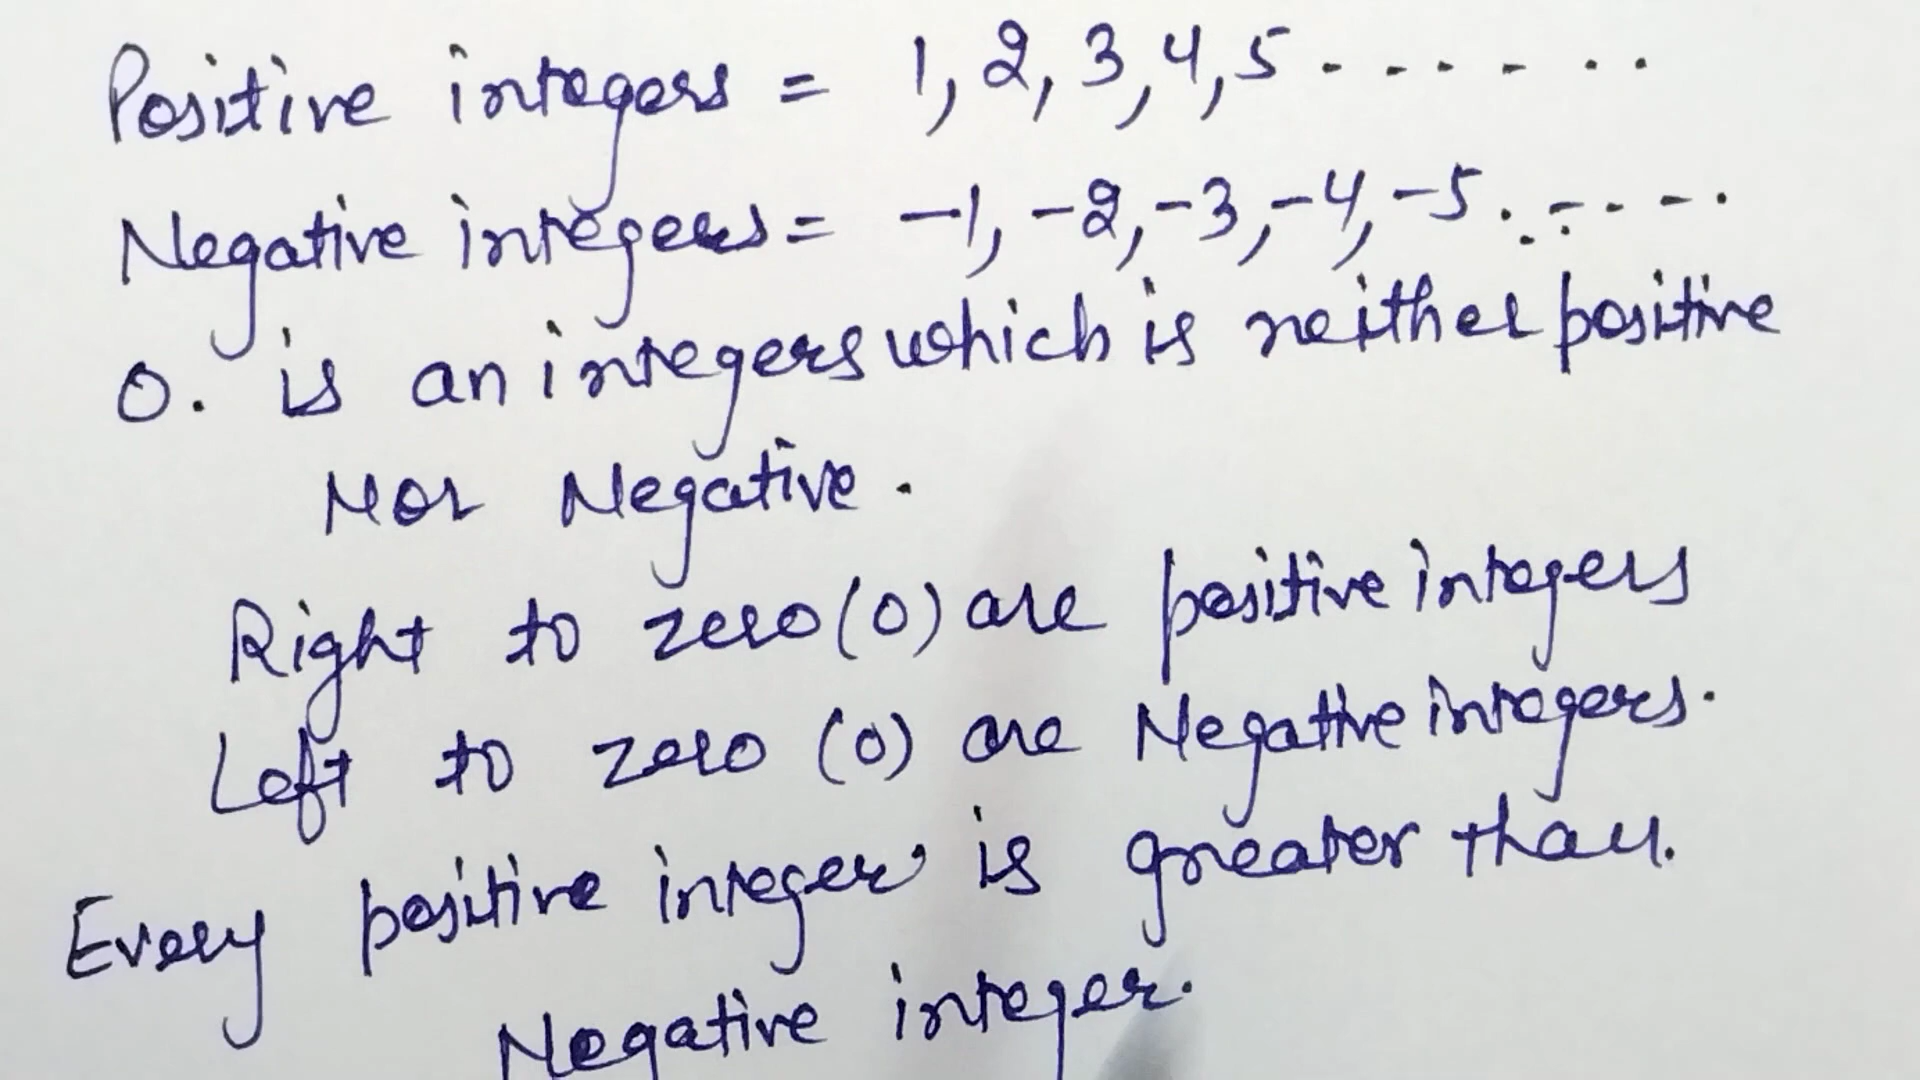 Positive integers = 1, 2, 3, 4, 5 - - - - - . .
Negative integers = -1, -2, -3, -4, -5 . - - - - .
0. is an integers which is neither positive
Nor Negative.
Right to zero (0) are positive integers
Left to zero (0) are Negative integers.
Every positive integer is greater than.
Negative integer.